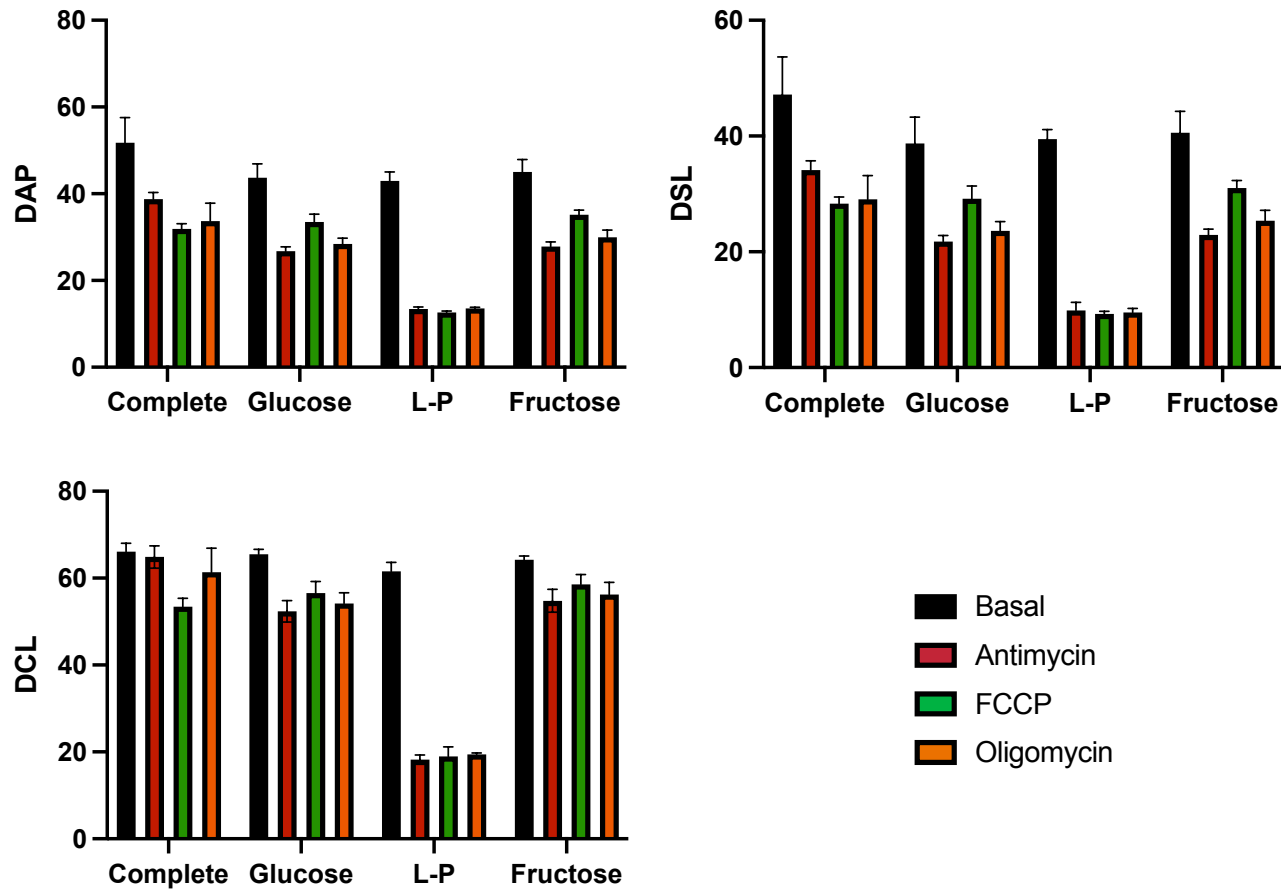 80
60
40
20
0
DAP
Complete Glucose L-P Fructose
60
40
20
0
DSL
Complete Glucose L-P Fructose
80
60
40
20
0
DCL
Complete Glucose L-P Fructose
Basal
Antimycin
FCCP
Oligomycin